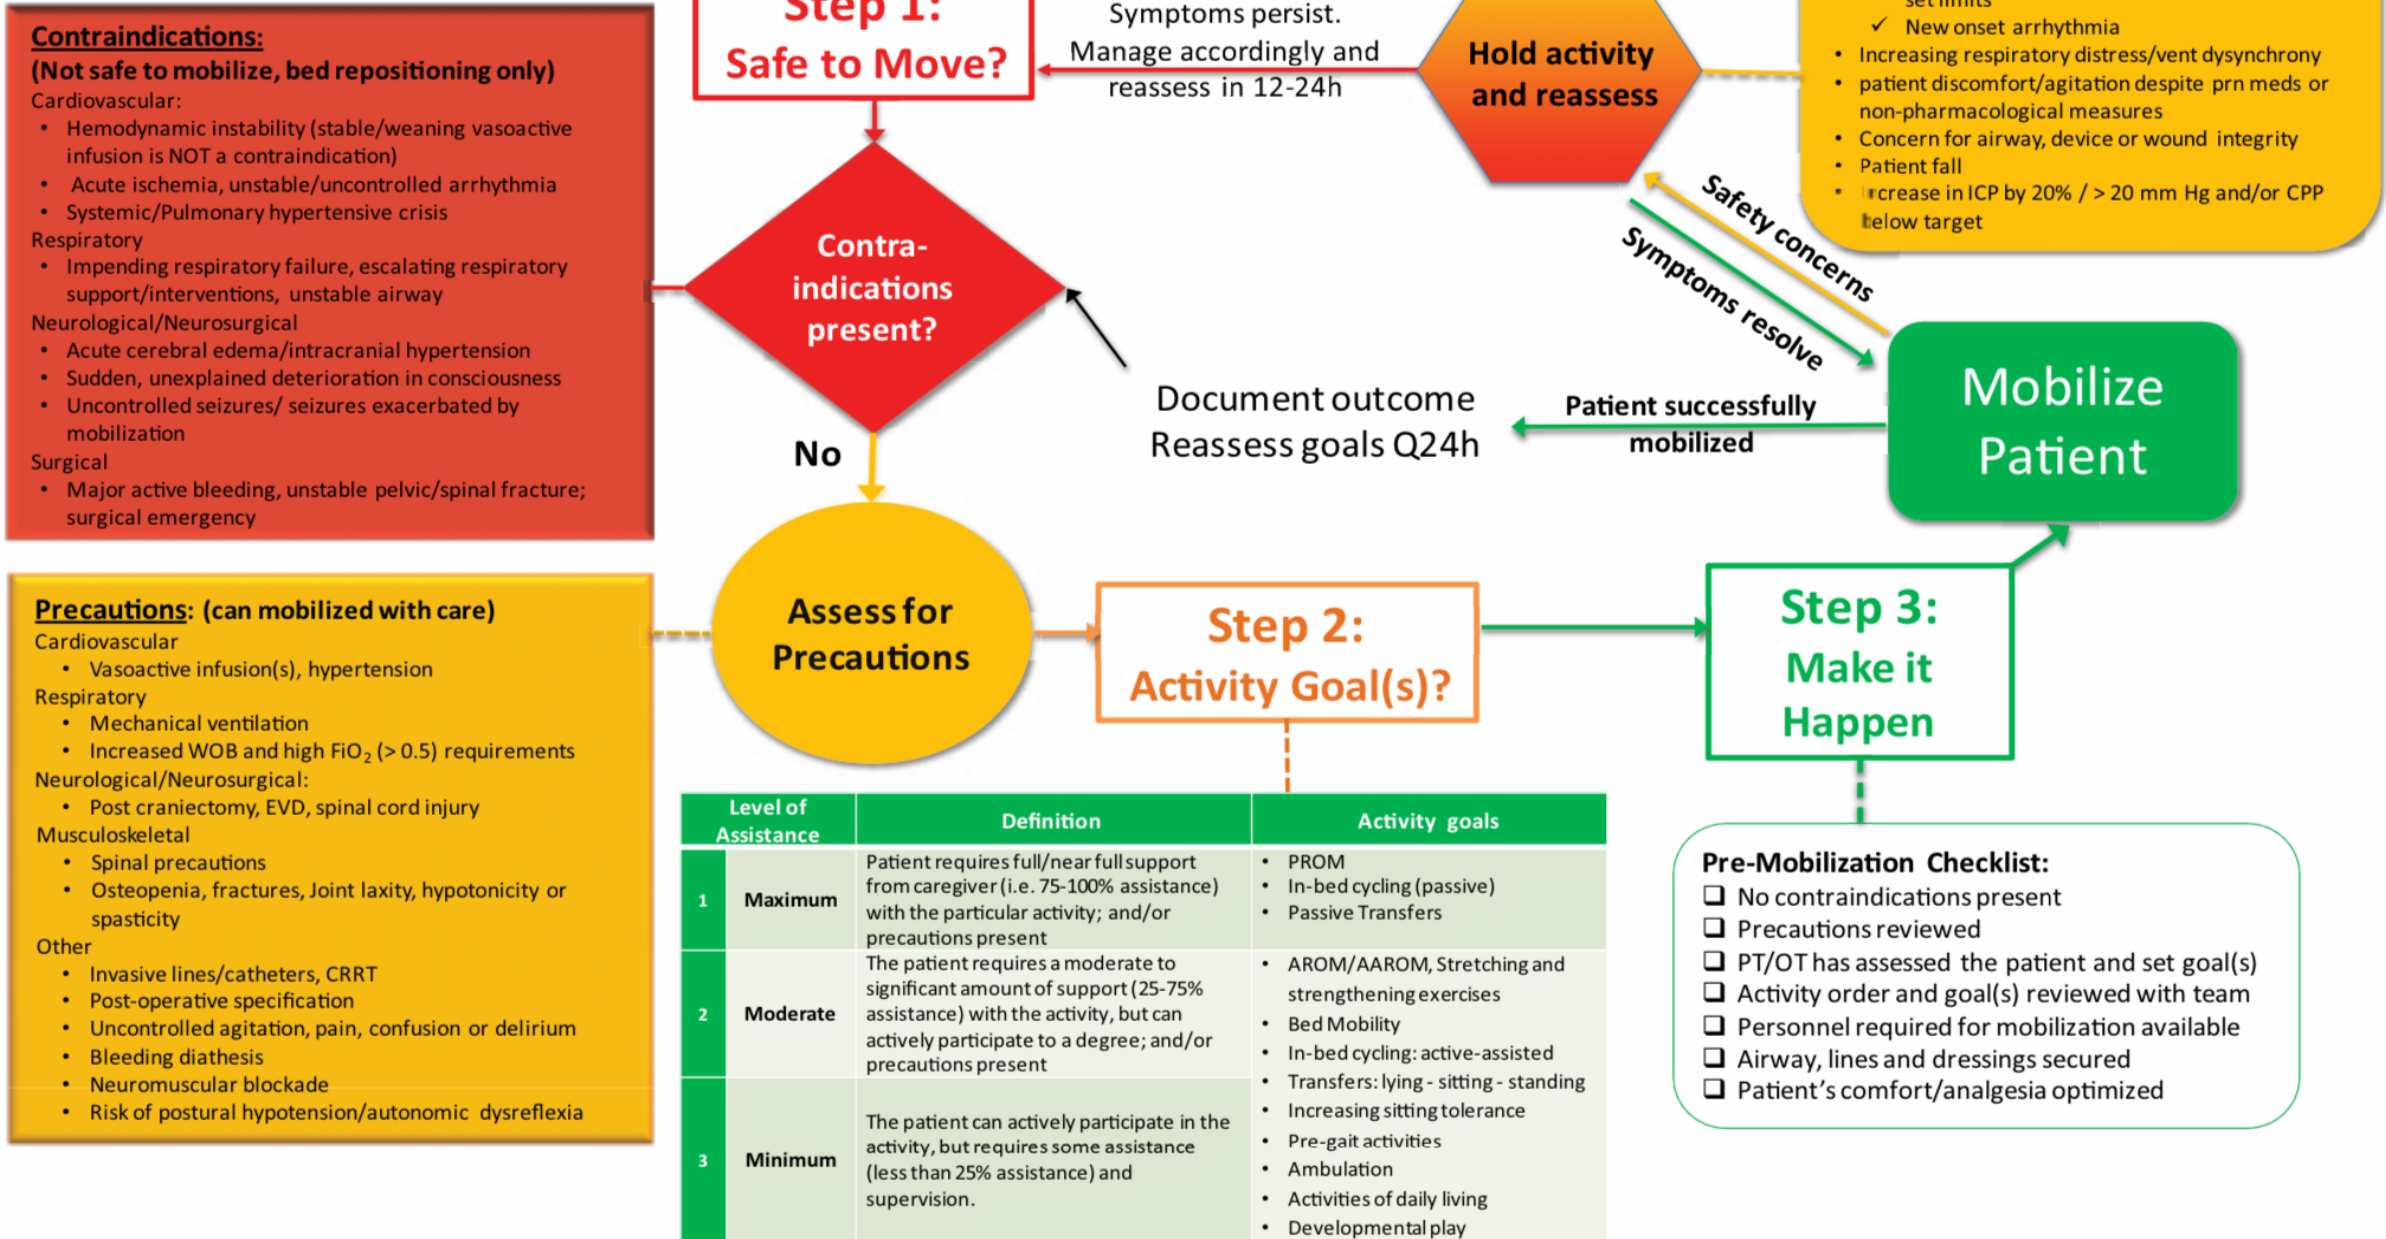 Contraindications:
(Not safe to mobilize, bed repositioning only)
Cardiovascular:
• Hemodynamic instability (stable/weaning vasoactive
infusion is NOT a contraindication)
• Acute ischemia, unstable/uncontrolled arrhythmia
• Systemic/Pulmonary hypertensive crisis
Respiratory
• Impending respiratory failure, escalating respiratory
support/interventions, unstable airway
Neurological/Neurosurgical
• Acute cerebral edema/intracranial hypertension
• Sudden, unexplained deterioration in consciousness
• Uncontrolled seizures/ seizures exacerbated by
mobilization
Surgical
• Major active bleeding, unstable pelvic/spinal fracture;
surgical emergency
Step 1:
Safe to Move?
Symptoms persist.
Manage accordingly and
reassess in 12-24h
Hold activity
and reassess
set limits
✓ New onset arrhythmia
• Increasing respiratory distress/vent dysynchrony
• patient discomfort/agitation despite prn meds or
non-pharmacological measures
• Concern for airway, device or wound integrity
• Patient fall
• Increase in ICP by 20% / > 20 mm Hg and/or CPP
below target
Contra-
indications
present?
No
Safety concerns
Symptoms resolve
Document outcome
Reassess goals Q24h
Patient successfully
mobilized
Mobilize
Patient
Precautions: (can mobilized with care)
Cardiovascular
• Vasoactive infusion(s), hypertension
Respiratory
• Mechanical ventilation
• Increased WOB and high FiO2 (> 0.5) requirements
Neurological/Neurosurgical:
• Post craniectomy, EVD, spinal cord injury
Musculoskeletal
• Spinal precautions
• Osteopenia, fractures, Joint laxity, hypotonicity or
spasticity
Other
• Invasive lines/catheters, CRRT
• Post-operative specification
• Uncontrolled agitation, pain, confusion or delirium
• Bleeding diathesis
• Neuromuscular blockade
• Risk of postural hypotension/autonomic dysreflexia
Assess for
Precautions
Step 2:
Activity Goal(s)?
Step 3:
Make it
Happen
Level of
Assistance
Definition
Activity goals
1
Maximum
Patient requires full/near full support
from caregiver (i.e. 75-100% assistance)
with the particular activity; and/or
precautions present
• PROM
• In-bed cycling (passive)
• Passive Transfers
2
Moderate
The patient requires a moderate to
significant amount of support (25-75%
assistance) with the activity, but can
actively participate to a degree; and/or
precautions present
3
Minimum
The patient can actively participate in the
activity, but requires some assistance
(less than 25% assistance) and
supervision.
• AROM/AAROM, Stretching and
strengthening exercises
• Bed Mobility
• In-bed cycling: active-assisted
• Transfers: lying - sitting - standing
• Increasing sitting tolerance
• Pre-gait activities
• Ambulation
• Activities of daily living
• Developmental play
Pre-Mobilization Checklist:
❑ No contraindications present
❑ Precautions reviewed
❑ PT/OT has assessed the patient and set goal(s)
❑ Activity order and goal(s) reviewed with team
❑ Personnel required for mobilization available
❑ Airway, lines and dressings secured
❑ Patient's comfort/analgesia optimized